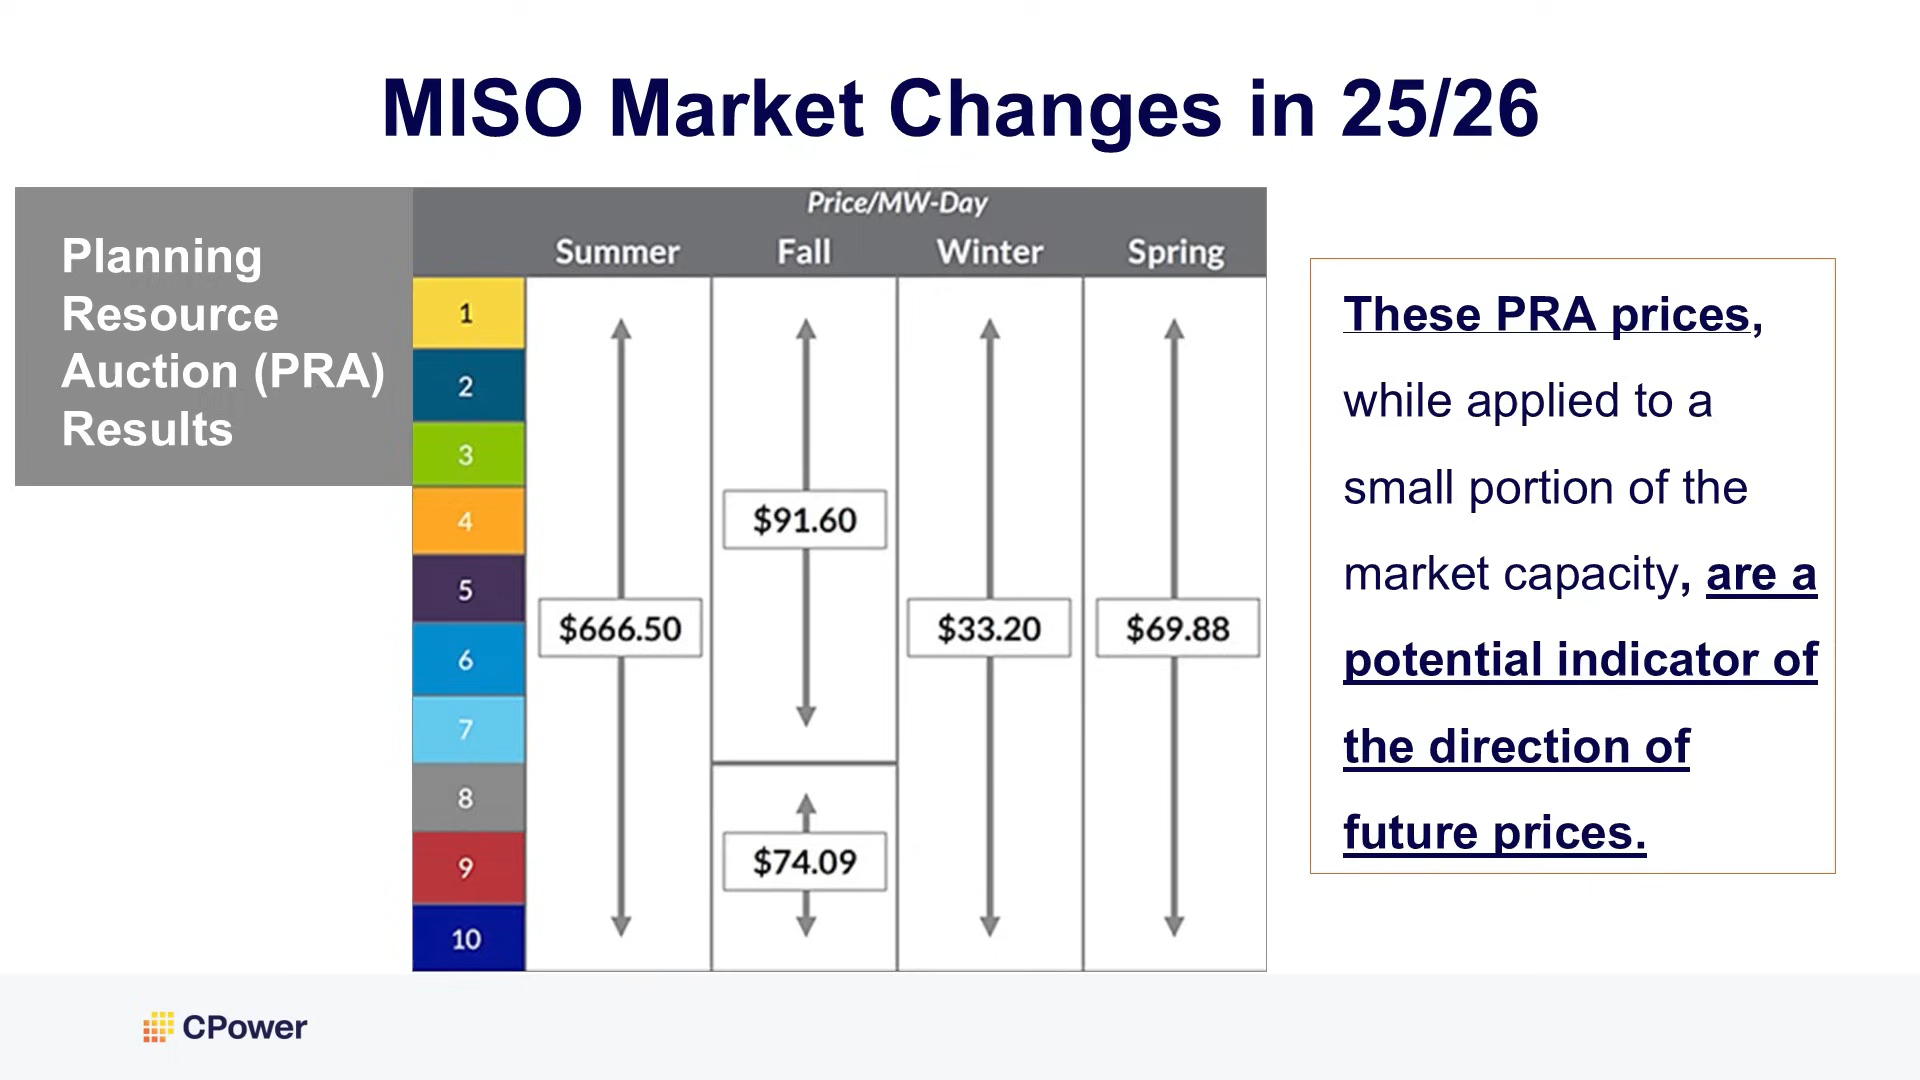 MISO Market Changes in 25/26
Planning
Resource
Auction (PRA)
Results
Price/MW-Day
Summer Fall Winter Spring
1
2
3
4
5
6
7
8
9
10
$91.60
$666.50 $33.20 $69.88
$74.09
These PRA prices,
while applied to a
small portion of the
market capacity, are a
potential indicator of
the direction of
future prices.
CPower